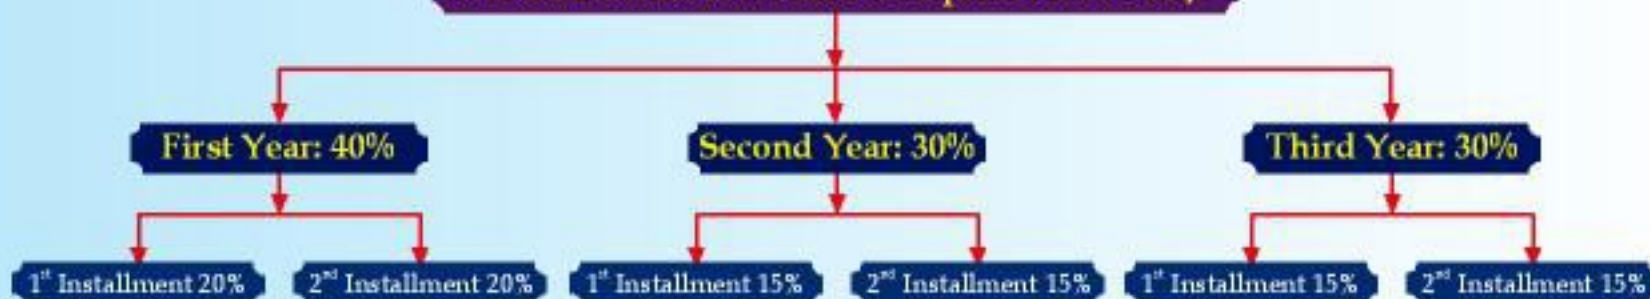 First Year: 40%
Second Year: 30%
Third Year: 30%
1st Installment 20%
2nd Installment 20%
1st Installment 15%
2nd Installment 15%
1st Installment 15%
2nd Installment 15%